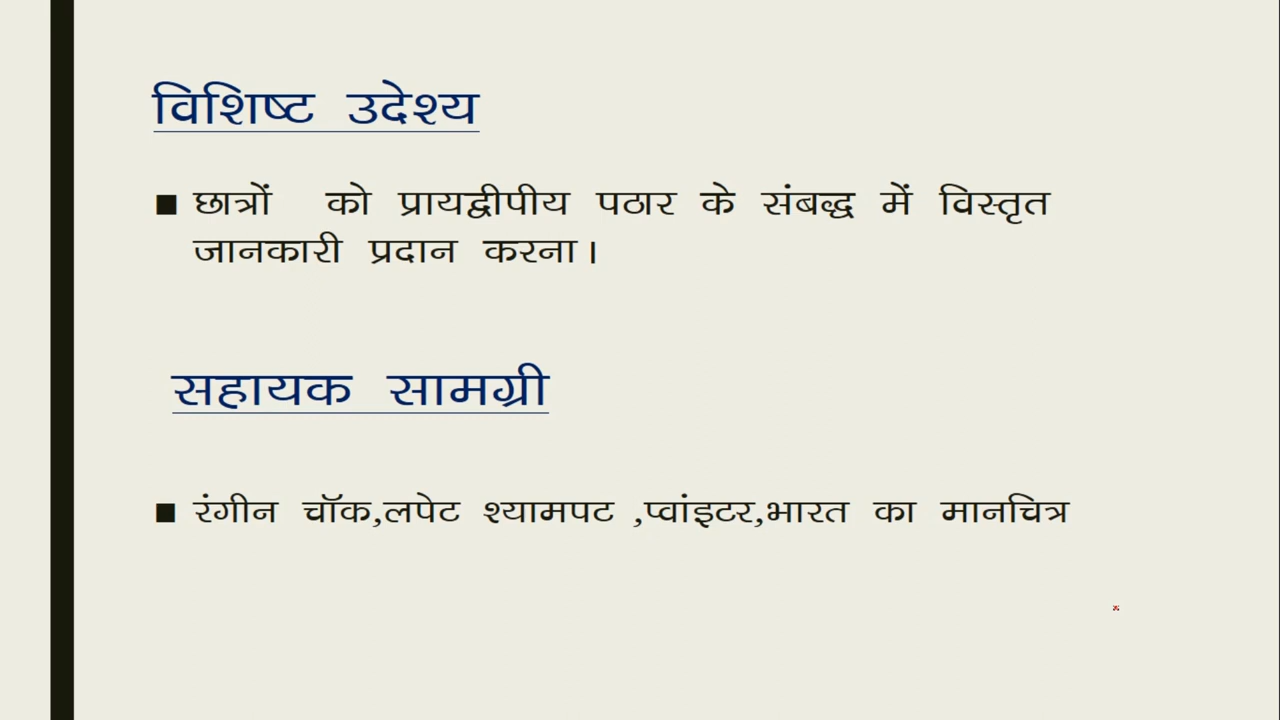 विशिष्ट उदेश्य
छात्रों को प्रायद्वीपीय पठार के संबद्ध में विस्तृत
जानकारी प्रदान करना।
सहायक सामग्री
रंगीन चॉक,लपेट श्यामपट ,प्वांइटर,भारत का मानचित्र